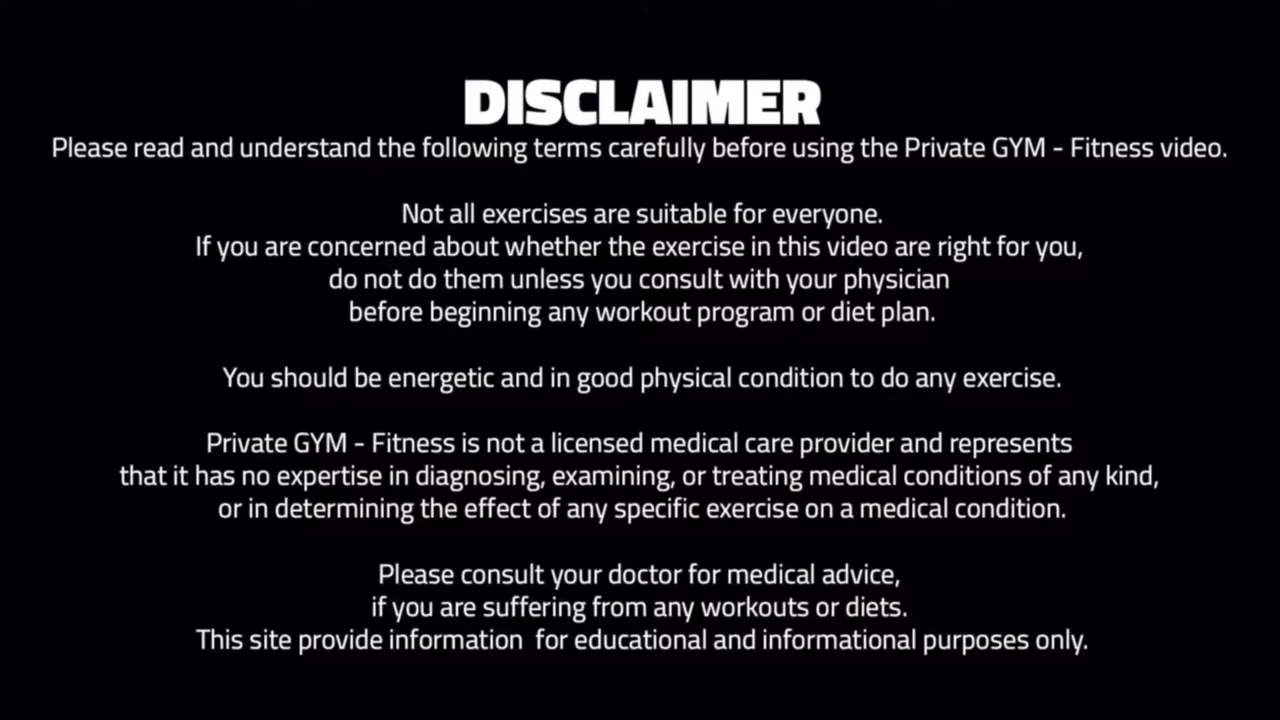 DISCLAIMER
Please read and understand the following terms carefully before using the Private GYM - Fitness video.
Not all exercises are suitable for everyone.
If you are concerned about whether the exercise in this video are right for you,
do not do them unless you consult with your physician
before beginning any workout program or diet plan.
You should be energetic and in good physical condition to do any exercise.
Private GYM - Fitness is not a licensed medical care provider and represents
that it has no expertise in diagnosing, examining, or treating medical conditions of any kind,
or in determining the effect of any specific exercise on a medical condition.
Please consult your doctor for medical advice,
if you are suffering from any workouts or diets.
This site provide information  for educational and informational purposes only.